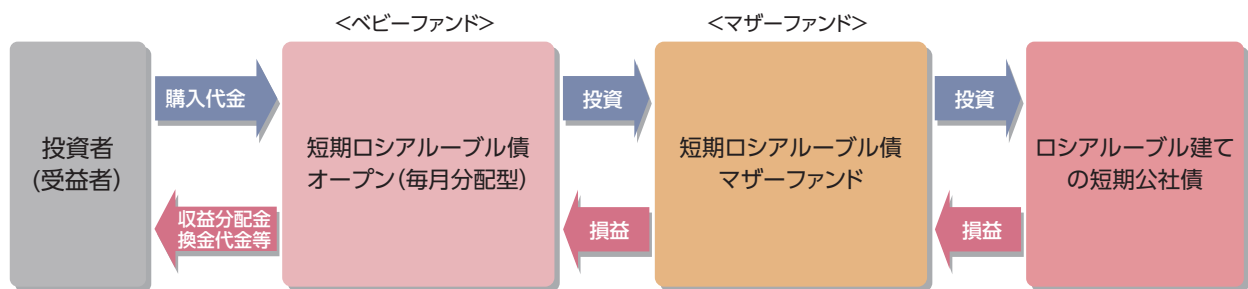 <ベビーファンド>
<マザーファンド>
購入代金
投資
投資
投資者
(受益者)
短期ロシアルーブル債
オープン(毎月分配型)
短期ロシアルーブル債
マザーファンド
ロシアルーブル建て
の短期公社債
収益分配金
換金代金等
損益
損益